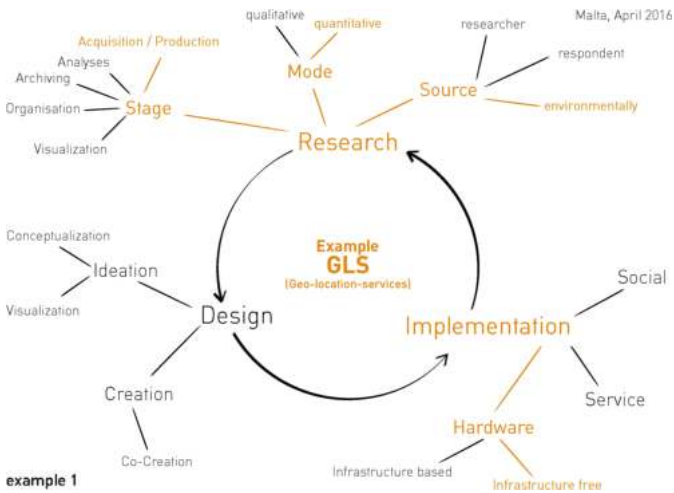 Malta, April 2016
qualitative
quantitative
researcher
Acquisition / Production
respondent
Analyses
Mode
Archiving
Source
Organisation
Stage
environmentally
Research
Visualization
Example
GLS
(Geo-location-services)
Conceptualization
Ideation
Social
Visualization
Design
Implementation
Creation
Service
Hardware
Co-Creation
Infrastructure based
Infrastructure free
example 1